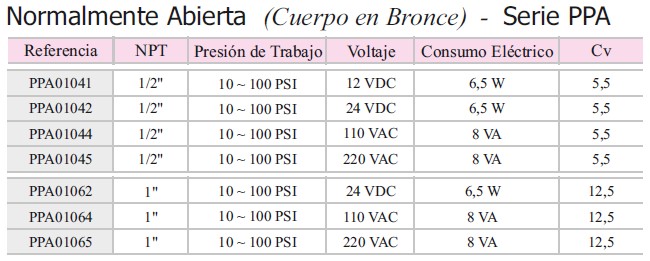 Normalmente Abierta (Cuerpo en Bronce) - Serie PPA
Referencia NPT Presión de Trabajo Voltaje Consumo Eléctrico Cv
PPA01041 1/2" 10 ~ 100 PSI 12 VDC 6,5 W 5,5
PPA01042 1/2" 10 ~ 100 PSI 24 VDC 6,5 W 5,5
PPA01044 1/2" 10 ~ 100 PSI 110 VAC 8 VA 5,5
PPA01045 1/2" 10 ~ 100 PSI 220 VAC 8 VA 5,5
PPA01062 1" 10 ~ 100 PSI 24 VDC 6,5 W 12,5
PPA01064 1" 10 ~ 100 PSI 110 VAC 8 VA 12,5
PPA01065 1" 10 ~ 100 PSI 220 VAC 8 VA 12,5